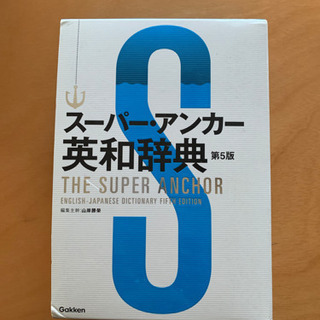 S
スーパー・アンカー
英和辞典 第5版
THE SUPER ANCHOR
ENGLISH-JAPANESE DICTIONARY FIFTH EDITION
編集主幹:山岸勝榮
Gakken